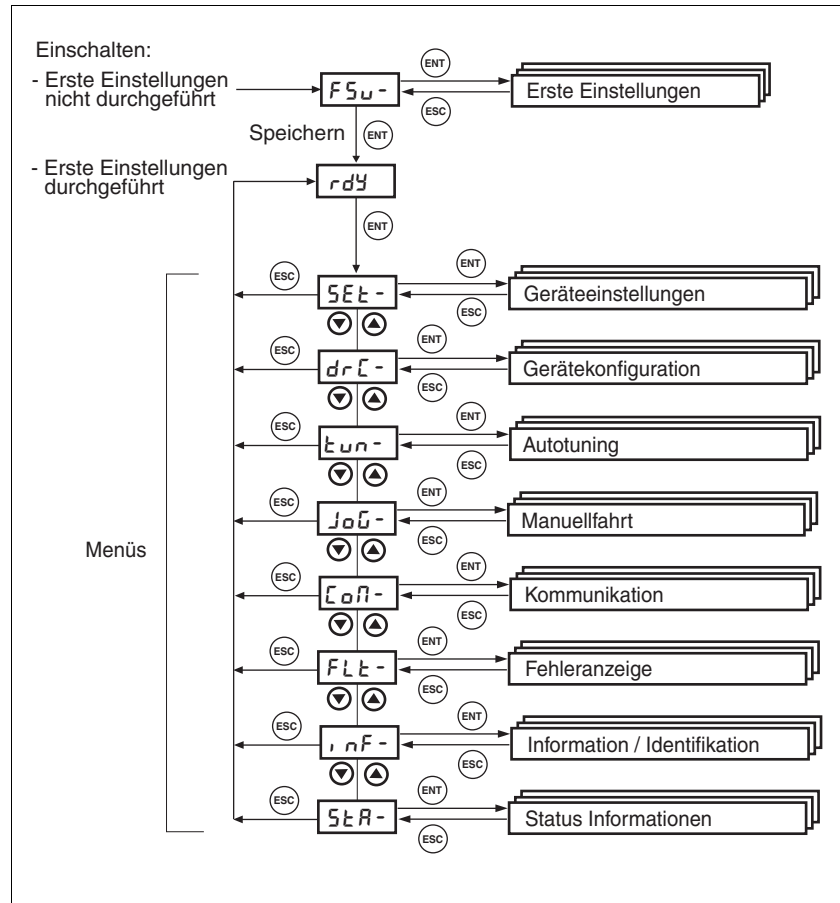 Einschalten:
- Erste Einstellungen
nicht durchgeführt
FSu-
ENT
ESC
Erste Einstellungen
Speichern
ENT
- Erste Einstellungen
durchgeführt
rdY
ENT
Menüs
ESC
SEt-
ENT
ESC
Geräteeinstellungen
ESC
drC-
ENT
ESC
Gerätekonfiguration
ESC
tun-
ENT
ESC
Autotuning
ESC
JoG-
ENT
ESC
Manuellfahrt
ESC
CoM-
ENT
ESC
Kommunikation
ESC
FLt-
ENT
ESC
Fehleranzeige
ESC
inF-
ENT
ESC
Information / Identifikation
ESC
StA-
ENT
ESC
Status Informationen